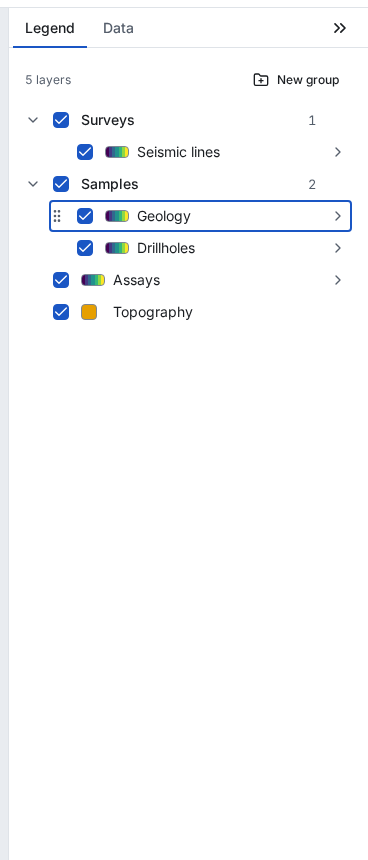 Legend Data
5 layers New group
Surveys 1
Seismic lines
Samples 2
Geology
Drillholes
Assays
Topography